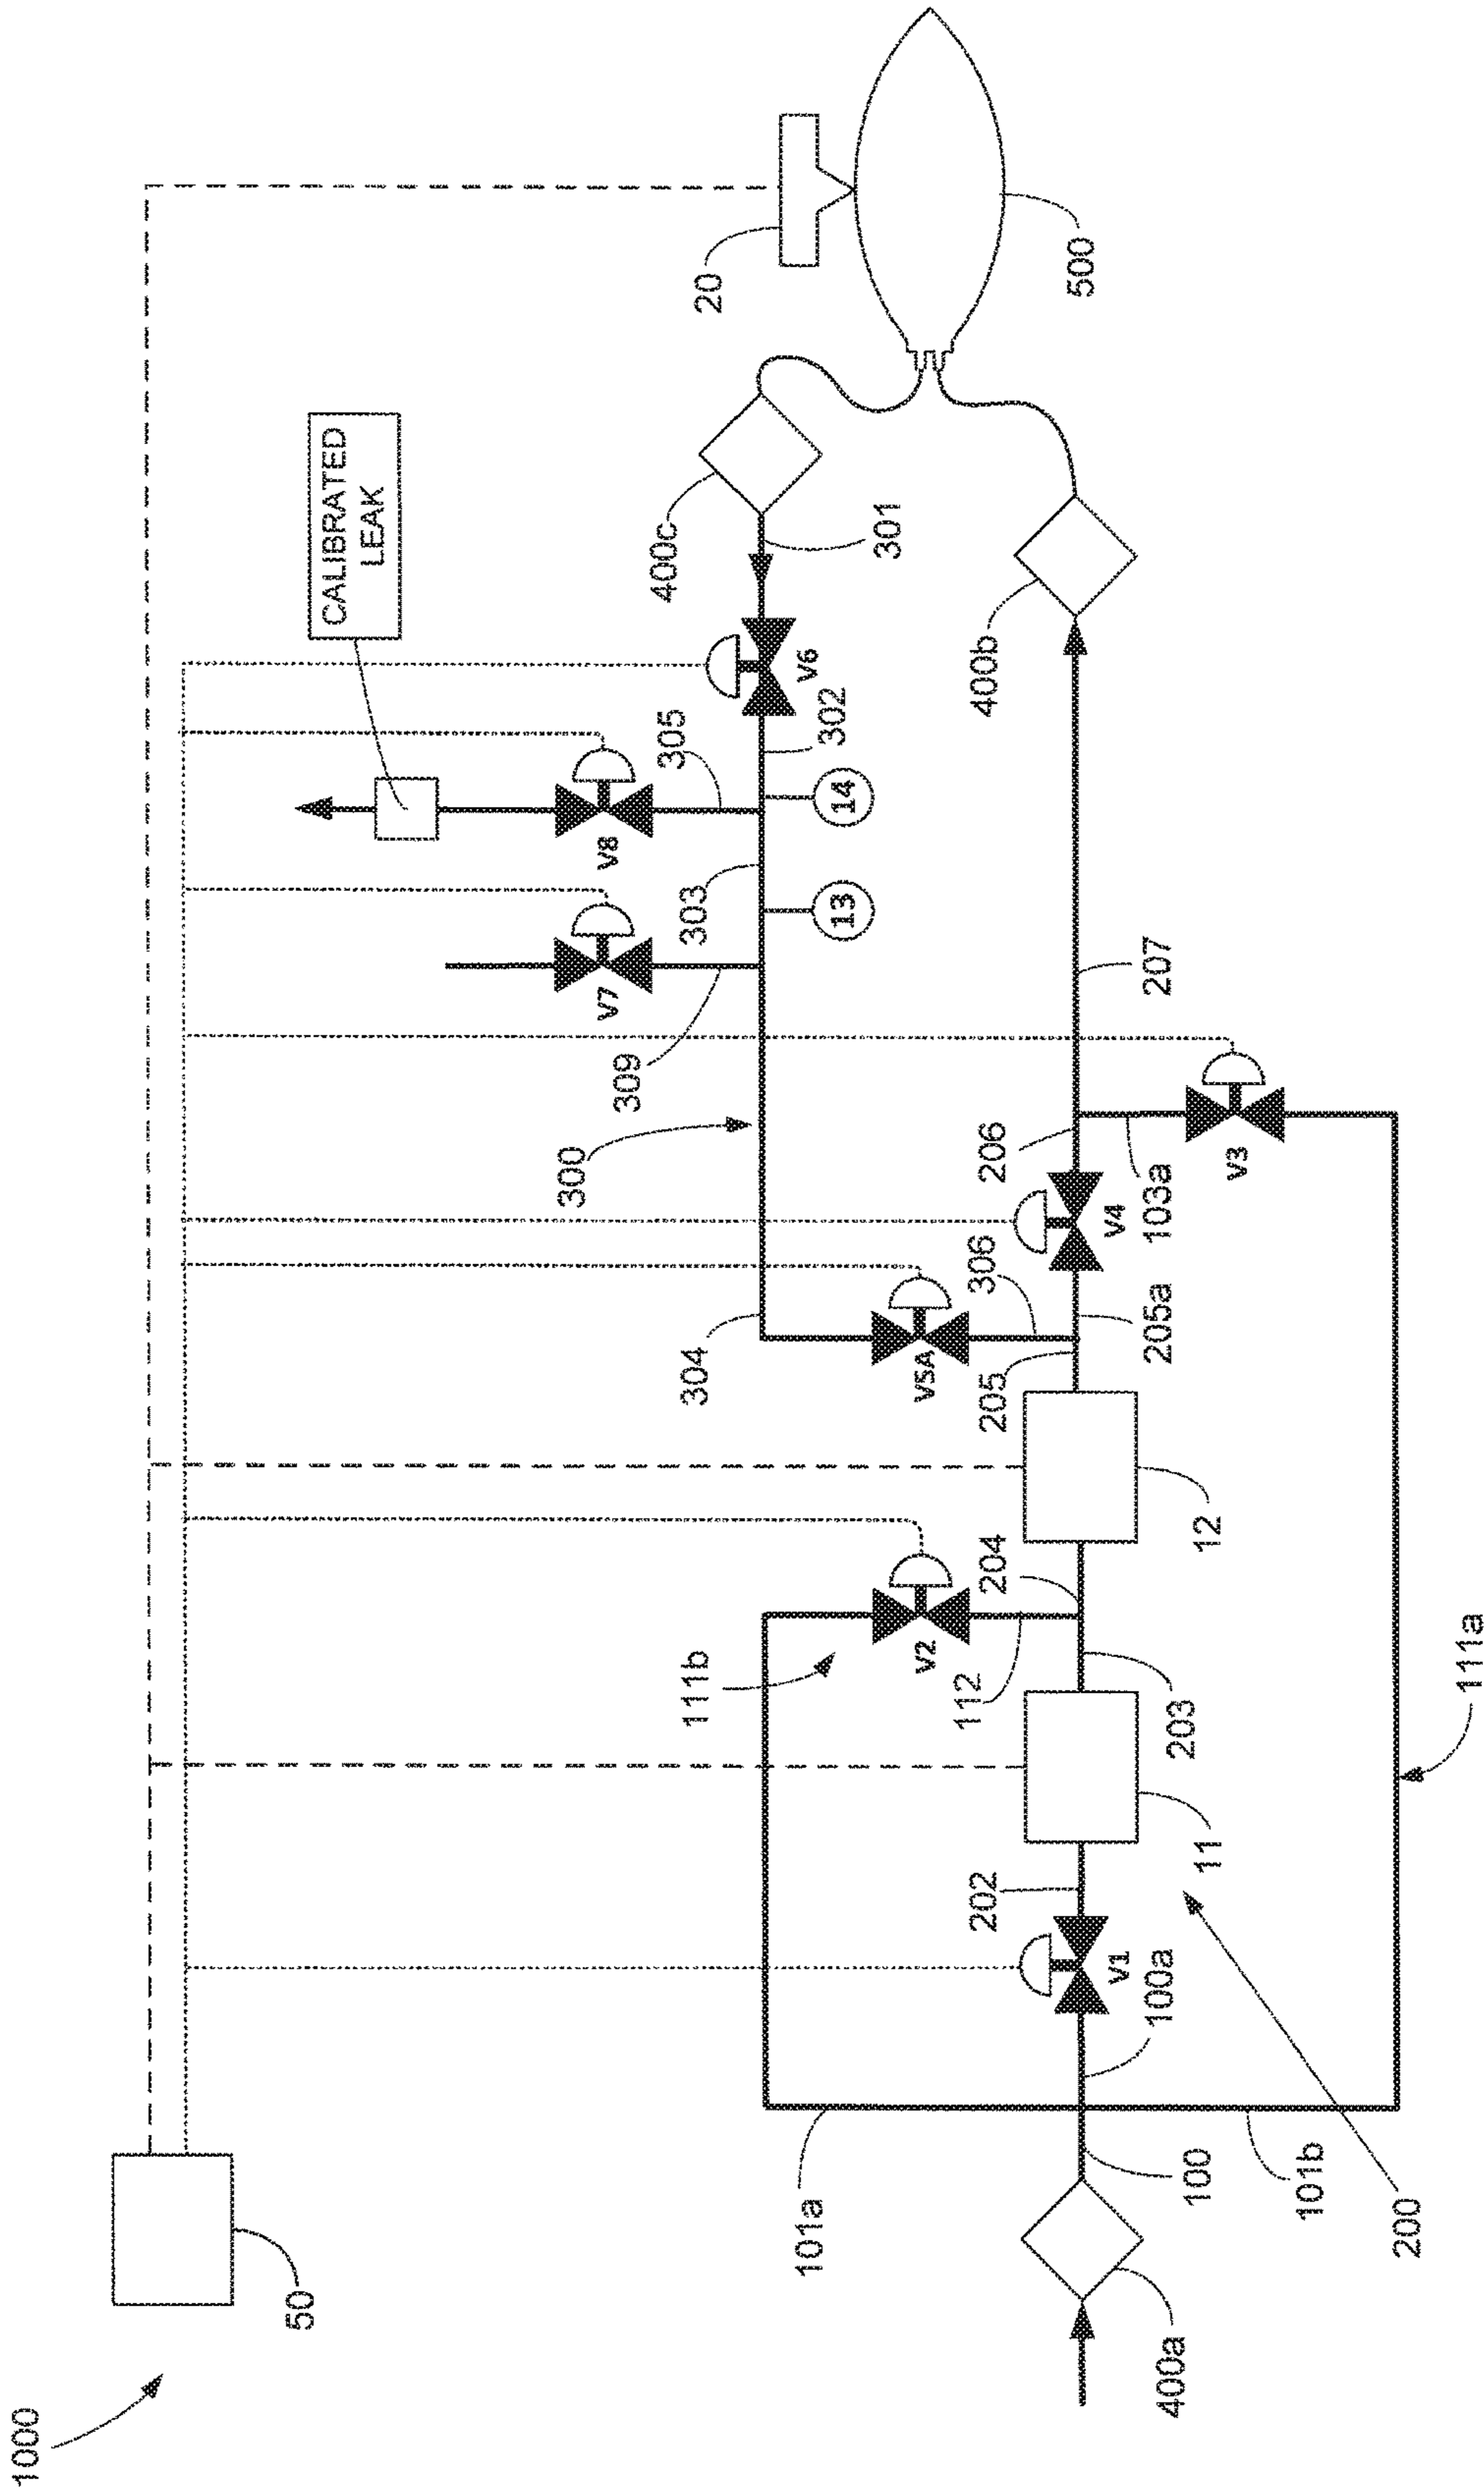 1000
50
CALIBRATED
LEAK
20
500
400c
301
V6
302
305
14
V8
303
13
V7
309
300
304
400b
207
206
103a
V3
V4
306
205a
V5A
205
12
204
V2
111b
112
203
11
111a
202
V1
100a
101a
100
101b
200
400a